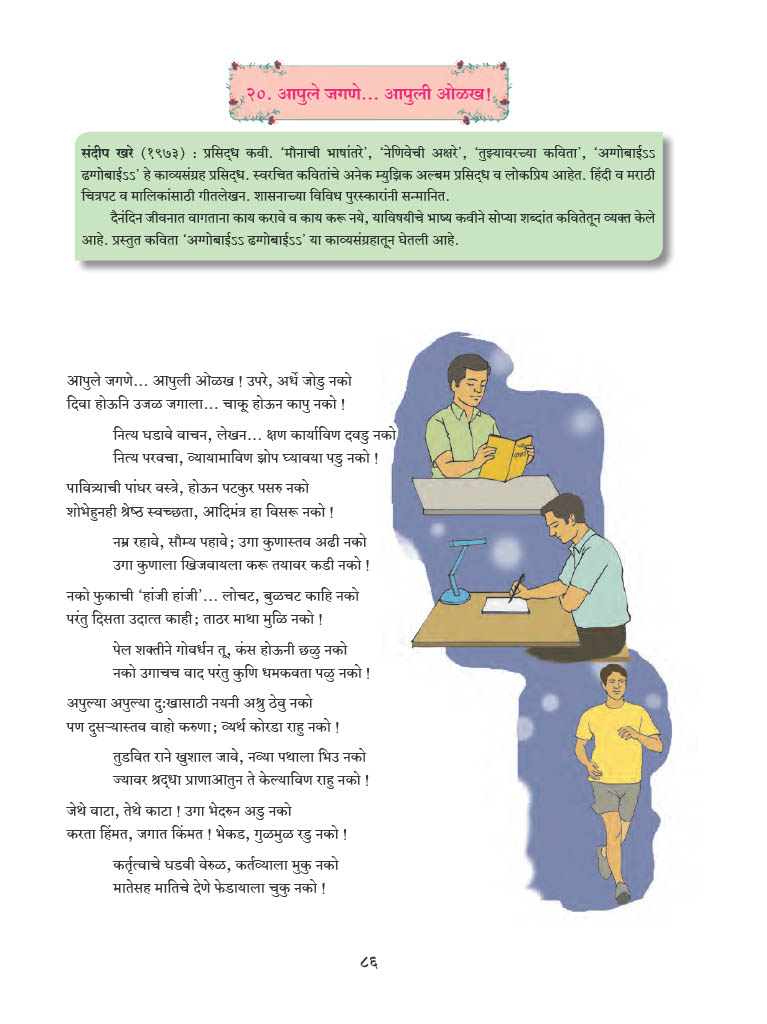 २०. आपुले जगणे... आपुली ओळख!
संदीप खरे (१९७३) : प्रसिद्ध कवी. ‘मौनाची भाषांतरे’, ‘नेणिवेची अक्षरे’, ‘तुझ्यावरच्या कविता’, ‘अग्गोबाईऽऽ
ढग्गोबाईऽऽ’ हे काव्यसंग्रह प्रसिद्ध. स्वरचित कवितांचे अनेक म्युझिक अल्बम प्रसिद्ध व लोकप्रिय आहेत. हिंदी व मराठी
चित्रपट व मालिकांसाठी गीतलेखन. शासनाच्या विविध पुरस्कारांनी सन्मानित.
दैनंदिन जीवनात वागताना काय करावे व काय करू नये, याविषयीचे भाष्य कवीने सोप्या शब्दांत कवितेतून व्यक्त केले
आहे. प्रस्तुत कविता ‘अग्गोबाईऽऽ ढग्गोबाईऽऽ’ या काव्यसंग्रहातून घेतली आहे.
आपुले जगणे... आपुली ओळख ! उपरे, अर्धे जोडु नको
दिवा होऊनि उजळ जगाला... चाकू होऊन कापु नको !
नित्य घडावे वाचन, लेखन... क्षण कार्याविण दवडु नको
नित्य परवचा, व्यायामाविण झोप घ्यावया पडु नको !
पावित्र्याची पांघर वस्त्रे, होऊन पटकुर पसरु नको
शोभेहुनही श्रेष्ठ स्वच्छता, आदिमंत्र हा विसरू नको !
नम्र रहावे, सौम्य पहावे; उगा कुणास्तव अढी नको
उगा कुणाला खिजवायला करू तयावर कडी नको !
नको फुकाची ‘हांजी हांजी’... लोचट, बुळचट काहि नको
परंतु दिसता उदात्त काही; ताठर माथा मुळि नको !
पेल शक्तीने गोवर्धन तू, कंस होऊनी छळु नको
नको उगाचच वाद परंतु कुणि धमकवता पळु नको !
अपुल्या अपुल्या दुःखासाठी नयनी अश्रु ठेवु नको
पण दुसऱ्यास्तव वाहो करुणा; व्यर्थ कोरडा राहु नको !
तुडवित राने खुशाल जावे, नव्या पथाला भिउ नको
ज्यावर श्रद्धा प्राणाआतुन ते केल्याविण राहु नको !
जेथे वाटा, तेथे काटा ! उगा भेदरुन अडु नको
करता हिंमत, जगात किंमत ! भेकड, गुळमुळ रडु नको !
कर्तृत्वाचे घडवी वेरुळ, कर्तव्याला मुकु नको
मातेसह मातिचे देणे फेडायाला चुकु नको !
८६